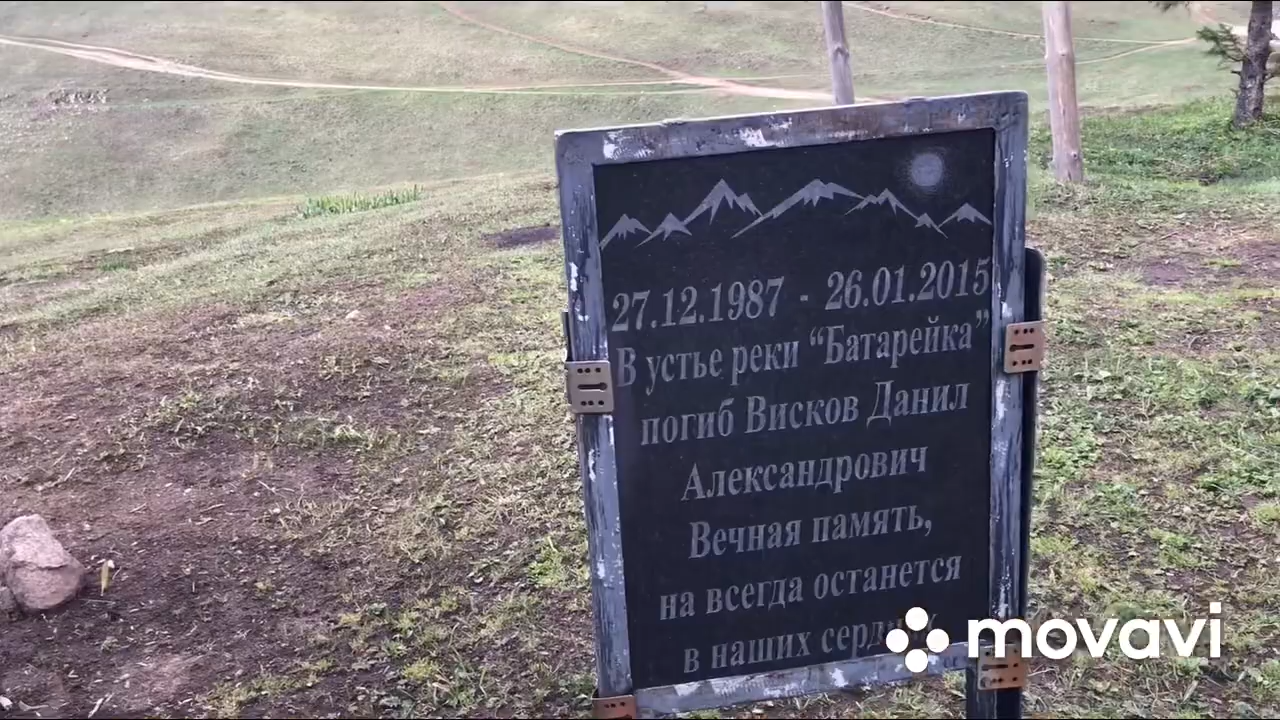 27.12.1987 - 26.01.2015
В устье реки “Батарейка”
погиб Висков Данил
Александрович
Вечная память,
на всегда останется
в наших
movavi